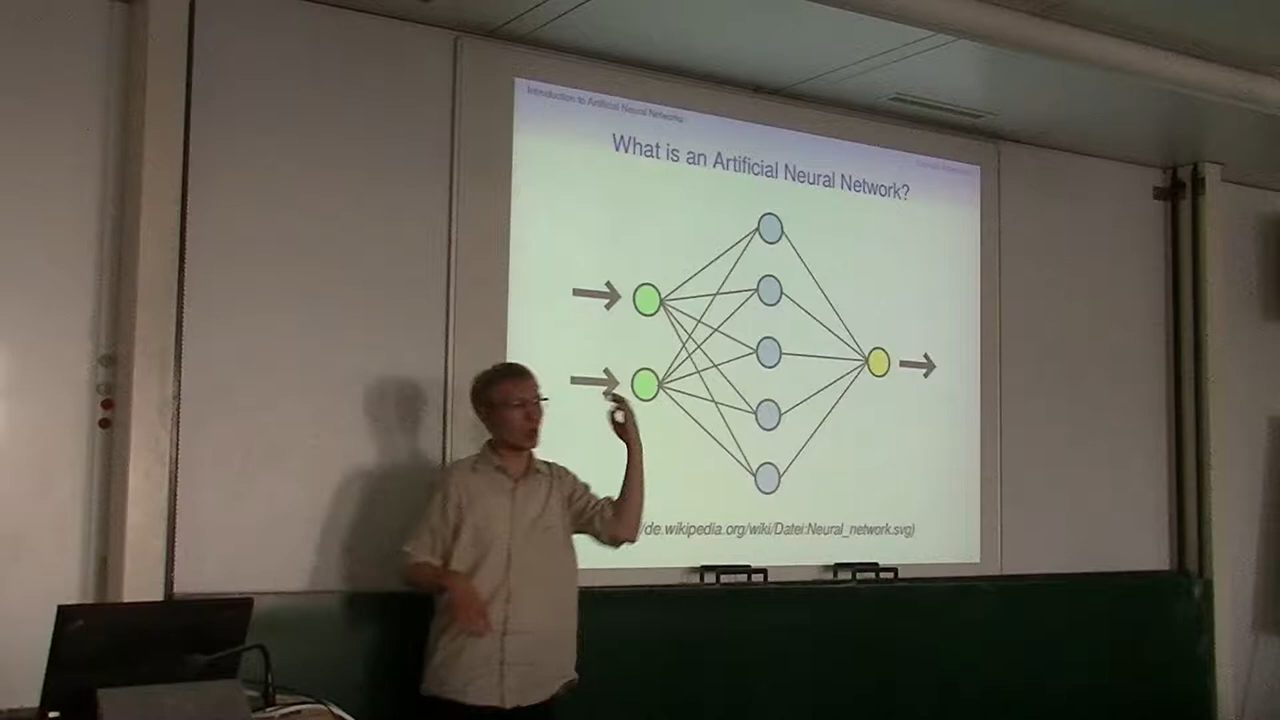 Introduction to Artificial Neural Networks
What is an Artificial Neural Network?
/de.wikipedia.org/wiki/Datei:Neural_network.svg)